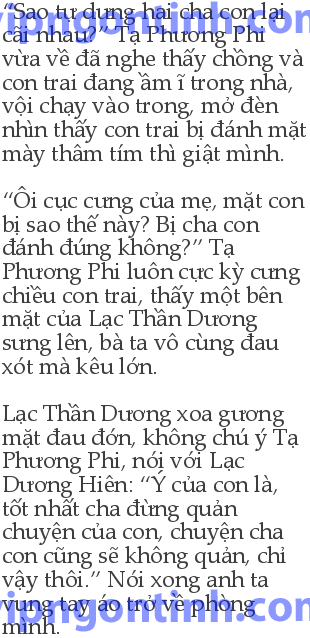 “Sao tự dưng hai cha con lại
cãi nhau?” Tạ Phương Phi
vừa về đã nghe thấy chồng và
con trai đang ầm ĩ trong nhà,
vội chạy vào trong, mở đèn
nhìn thấy con trai bị đánh mặt
mày thâm tím thì giật mình.
“Ôi cục cưng của mẹ, mặt con
bị sao thế này? Bị cha con
đánh đúng không?” Tạ
Phương Phi luôn cực kỳ cưng
chiều con trai, thấy một bên
mặt của Lạc Thần Dương
sưng lên, bà ta vô cùng đau
xót mà kêu lớn.
Lạc Thần Dương xoa gương
mặt đau đớn, không chú ý Tạ
Phương Phi, nói với Lạc
Dương Hiên: “Ý của con là,
tốt nhất cha đừng quản
chuyện của con, chuyện cha
con cũng sẽ không quản, chỉ
vậy thôi.” Nói xong anh ta
vung tay áo trở về phòng
mình.
vipngontinh.com
vipngontinh.com